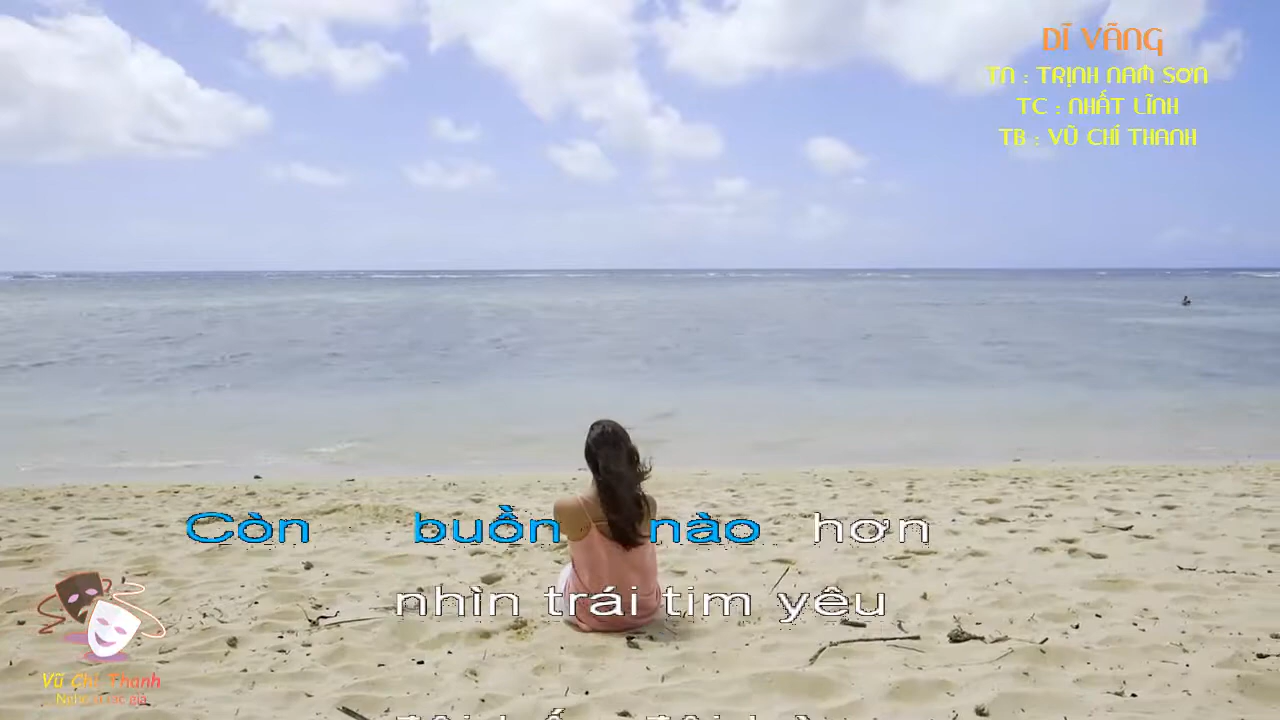 DĨ VÃNG
TN : TRỊNH NAM SƠN
TC : NHẤT LĨNH
TB : VŨ CHÍ THANH
Còn buồn nào hơn
nhìn trái tim yêu
Vũ Chí Thanh